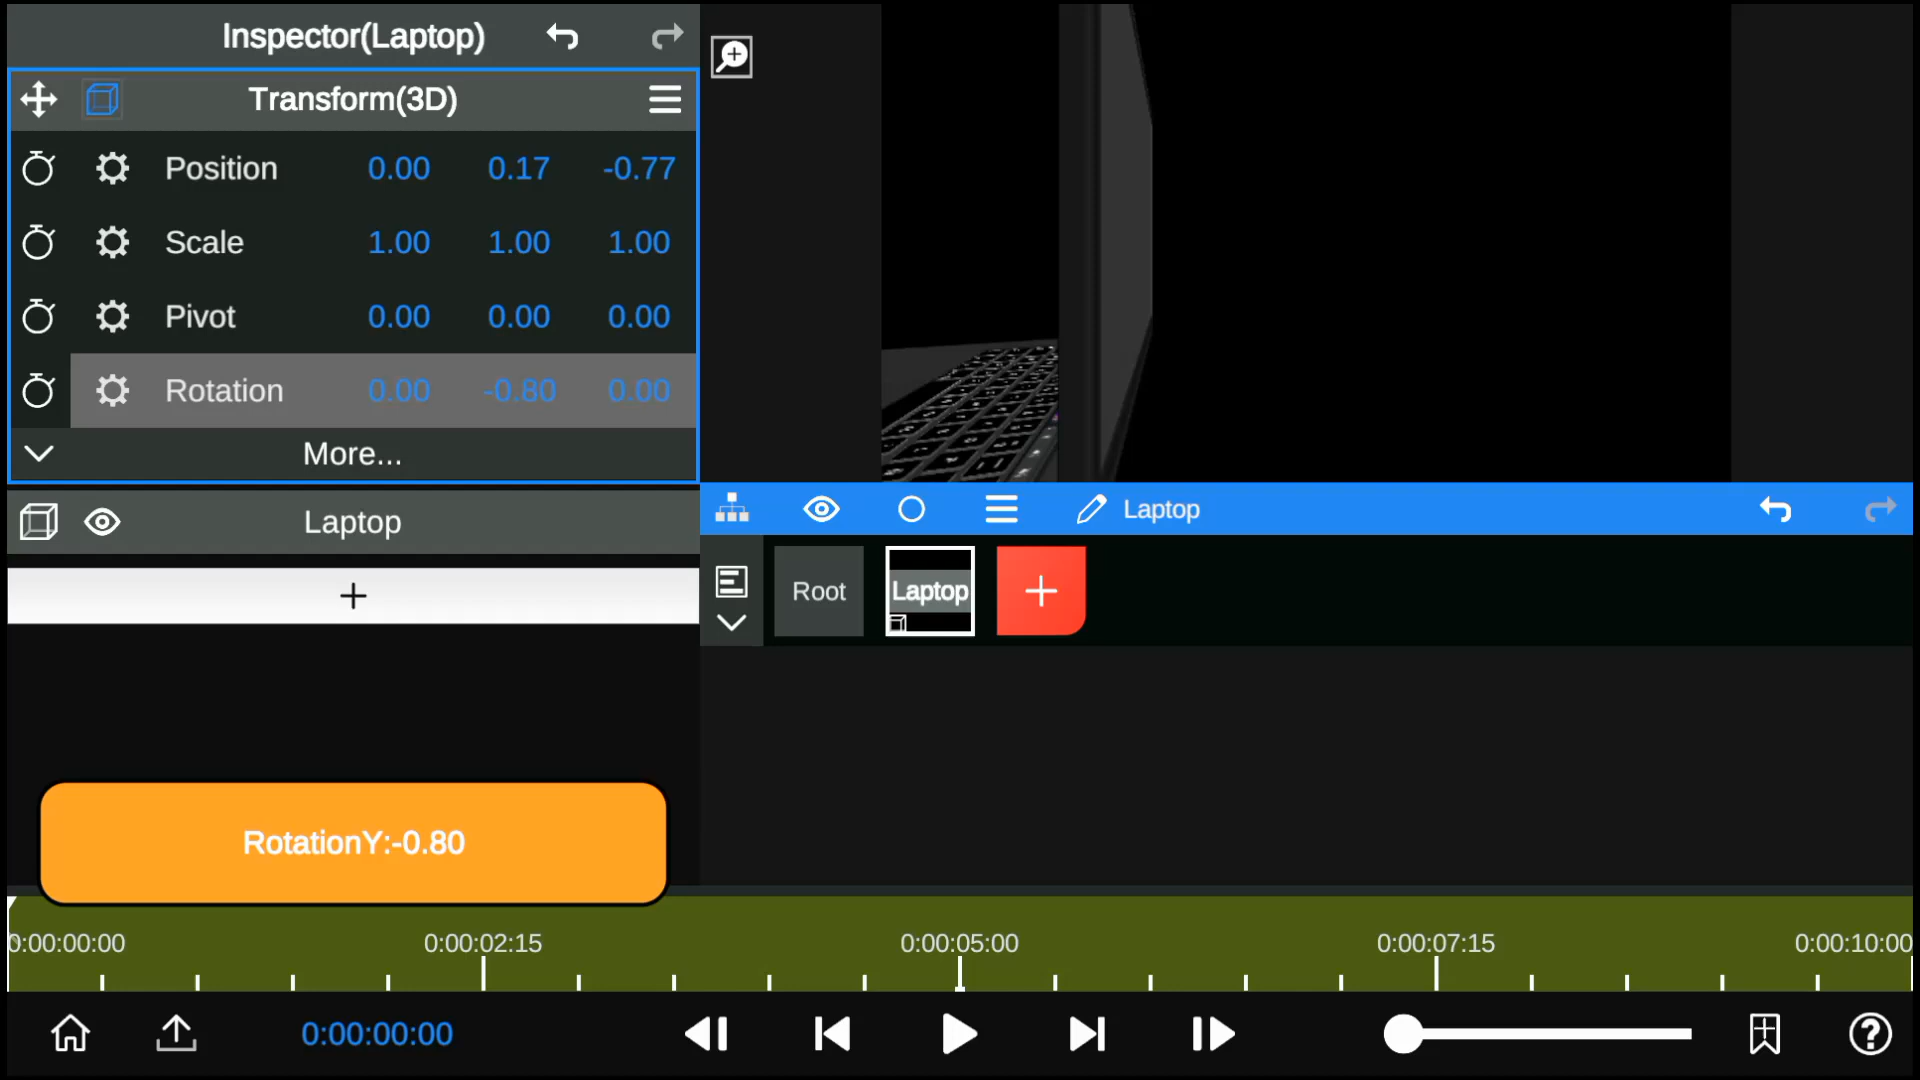 Inspector(Laptop)
Transform(3D)
Position 0.00 0.17 -0.77
Scale 1.00 1.00 1.00
Pivot 0.00 0.00 0.00
Rotation 0.00 -0.80 0.00
More...
Laptop
+
Laptop
Root
Laptop
+
RotationY:-0.80
0:00:00:00 0:00:02:15 0:00:05:00 0:00:07:15 0:00:10:00
0:00:00:00